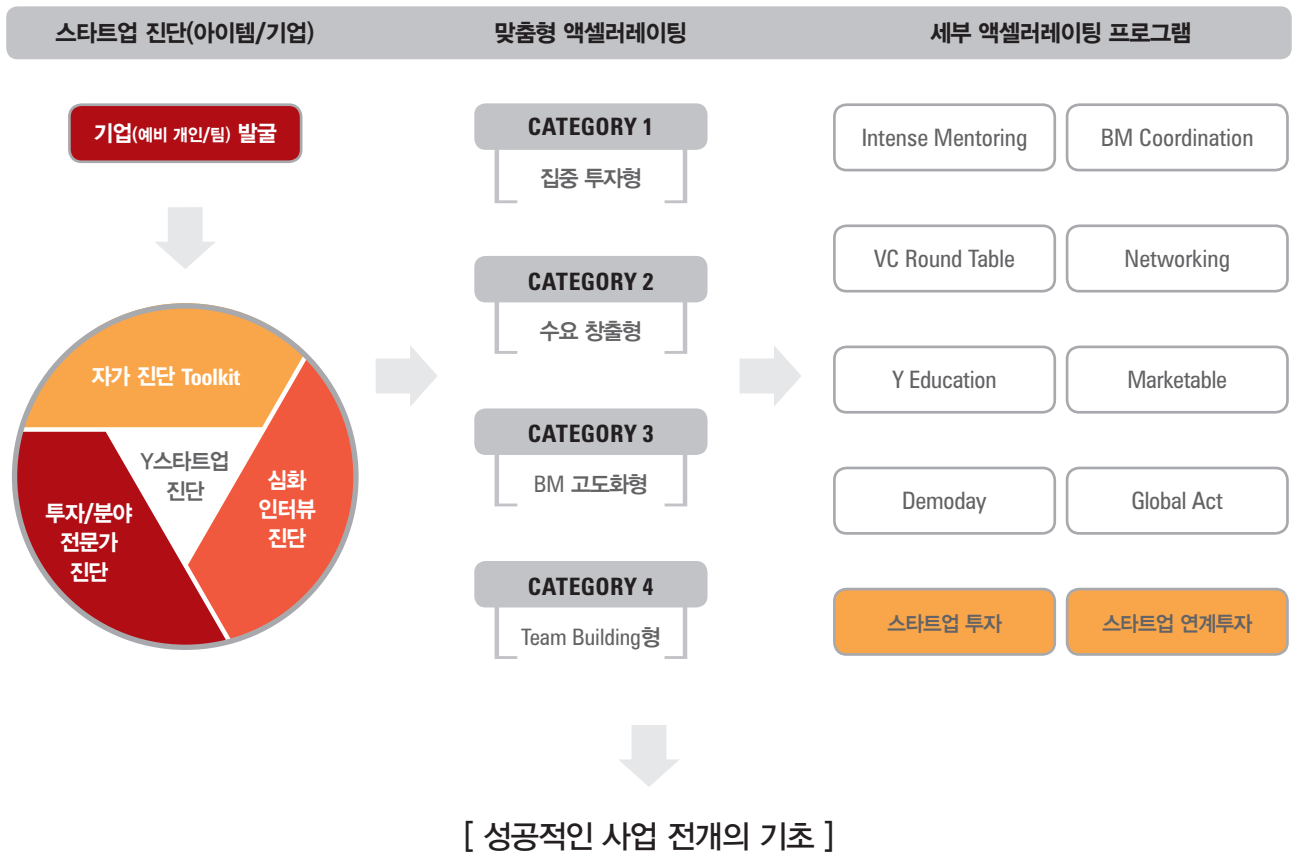 스타트업 진단(아이템/기업)
맞춤형 액셀러레이팅
세부 액셀러레이팅 프로그램
기업(예비 개인/팀) 발굴
자가 진단 Toolkit
Y스타트업
진단
투자/분야
전문가
진단
심화
인터뷰
진단
CATEGORY 1
집중 투자형
CATEGORY 2
수요 창출형
CATEGORY 3
BM 고도화형
CATEGORY 4
Team Building형
Intense Mentoring
BM Coordination
VC Round Table
Networking
Y Education
Marketable
Demoday
Global Act
스타트업 투자
스타트업 연계투자
[ 성공적인 사업 전개의 기초 ]